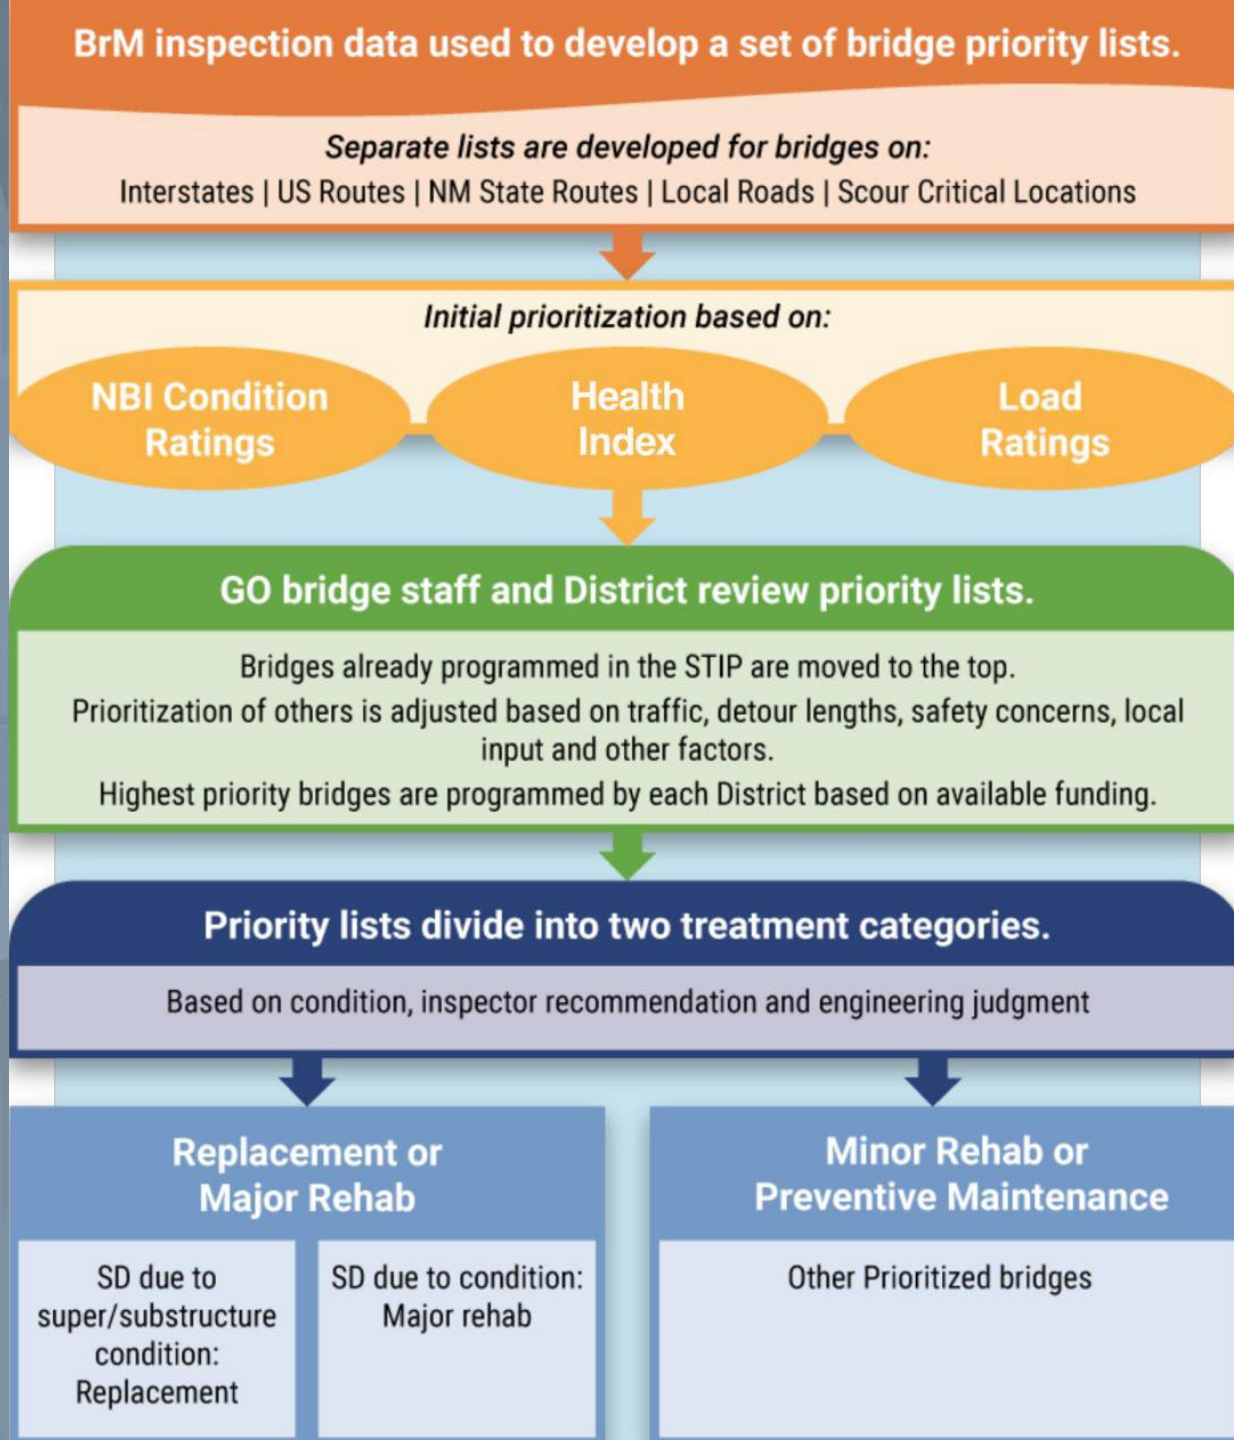 BrM inspection data used to develop a set of bridge priority lists.
Separate lists are developed for bridges on:
Interstates | US Routes | NM State Routes | Local Roads | Scour Critical Locations
Initial prioritization based on:
NBI Condition
Ratings
Health
Index
Load
Ratings
GO bridge staff and District review priority lists.
Bridges already programmed in the STIP are moved to the top.
Prioritization of others is adjusted based on traffic, detour lengths, safety concerns, local
input and other factors.
Highest priority bridges are programmed by each District based on available funding.
Priority lists divide into two treatment categories.
Based on condition, inspector recommendation and engineering judgment
Replacement or
Major Rehab
SD due to
super/substructure
condition:
Replacement
SD due to condition:
Major rehab
Minor Rehab or
Preventive Maintenance
Other Prioritized bridges